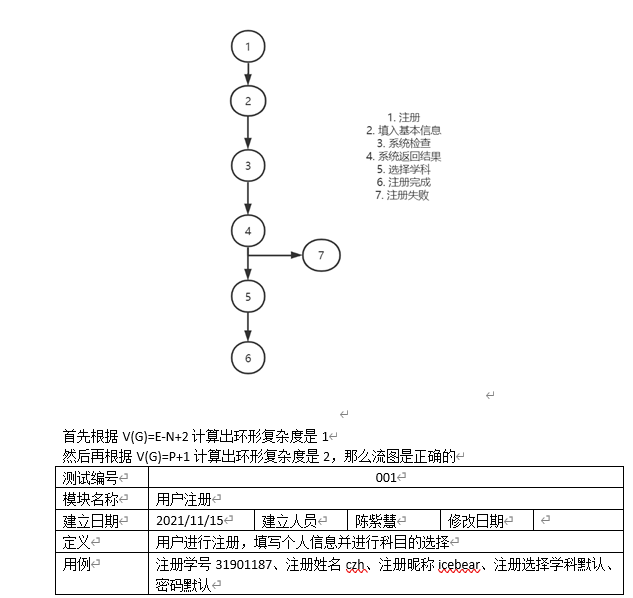 1
2
3
4
7
5
6
1. 注册
2. 填入基本信息
3. 系统检查
4. 系统返回结果
5. 选择学科
6. 注册完成
7. 注册失败
首先根据 V(G)=E-N+2 计算出环形复杂度是 1
然后再根据 V(G)=P+1 计算出环形复杂度是 2，那么流图是正确的
测试编号 001
模块名称 用户注册
建立日期 2021/11/15 建立人员 陈紫慧 修改日期
定义 用户进行注册，填写个人信息并进行科目的选择
用例 注册学号 31901187、注册姓名 czh、注册昵称 icebear、注册选择学科默认、
密码默认